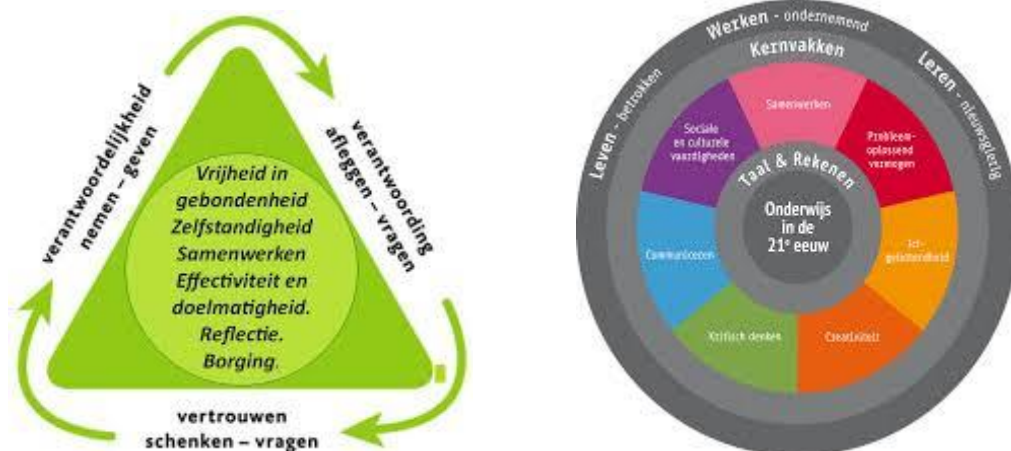 verantwoordelijkheid
nemen – geven
verantwoording
afleggen – vragen
Vrijheid in
gebondenheid
Zelfstandigheid
Samenwerken
Effectiviteit en
doelmatigheid.
Reflectie.
Borging.
vertrouwen
schenken – vragen
Leven - betrokken
Werken - ondernemend
Leren - nieuwsgierig
Kernvakken
Samenwerken
Sociale
en culturele
vaardigheden
Probleem-
oplossend
vermogen
Taal & Rekenen
Onderwijs
in de
21e eeuw
Communiceren
Ict-
geletterdheid
Kritisch denken
Creativiteit